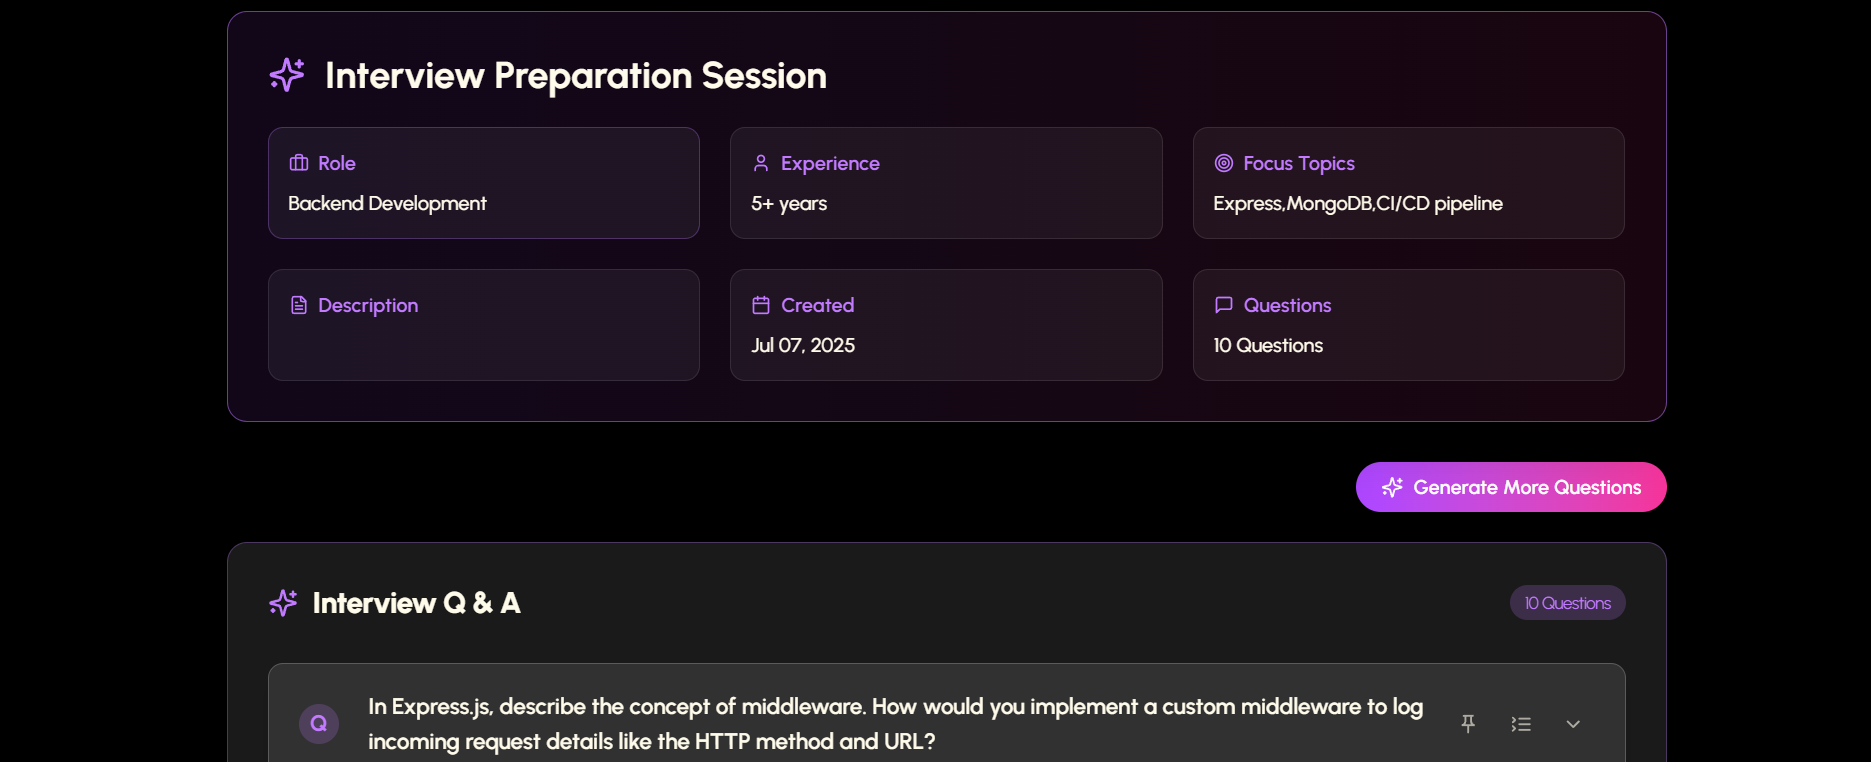 Interview Preparation Session
Role
Backend Development
Experience
5+ years
Focus Topics
Express,MongoDB,CI/CD pipeline
Description
Created
Jul 07, 2025
Questions
10 Questions
Generate More Questions
Interview Q & A
10 Questions
Q
In Express.js, describe the concept of middleware. How would you implement a custom middleware to log
incoming request details like the HTTP method and URL?